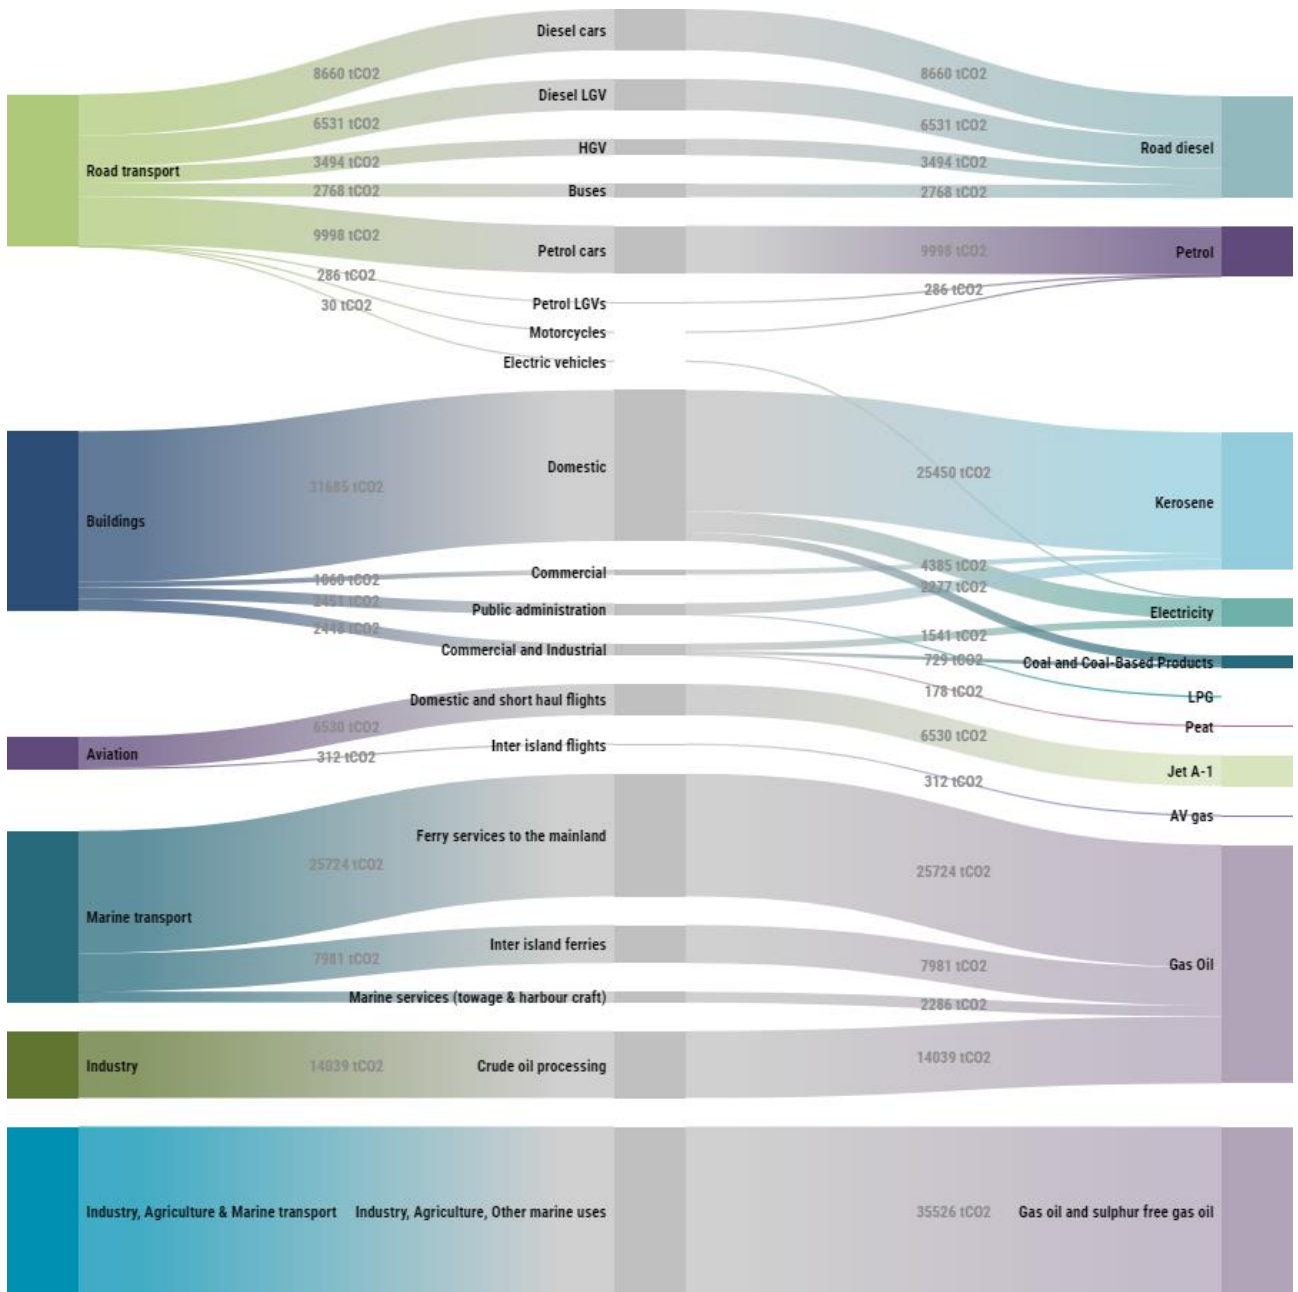 Diesel cars
8660 tCO2
8660 tCO2
Diesel LGV
6531 tCO2
6531 tCO2
HGV
Road diesel
3494 tCO2
3494 tCO2
Road transport
Buses
2768 tCO2
2768 tCO2
9998 tCO2
Petrol cars
9998 tCO2
Petrol
286 tCO2
286 tCO2
30 tCO2
Petrol LGVs
Motorcycles
Electric vehicles
Domestic
25450 tCO2
31685 tCO2
Kerosene
Buildings
4385 tCO2
Commercial
1060 tCO2
2277 tCO2
2451 tCO2
Public administration
Electricity
2448 tCO2
1541 tCO2
Commercial and Industrial
729 tCO2
Coal and Coal-Based Products
178 tCO2
LPG
Domestic and short haul flights
6530 tCO2
Peat
6530 tCO2
Inter island flights
Aviation
312 tCO2
Jet A-1
312 tCO2
AV gas
Ferry services to the mainland
25724 tCO2
25724 tCO2
Marine transport
Inter island ferries
7981 tCO2
7981 tCO2
Gas Oil
Marine services (towage & harbour craft)
2286 tCO2
Industry
14039 tCO2
Crude oil processing
14039 tCO2
Industry, Agriculture & Marine transport
Industry, Agriculture, Other marine uses
35526 tCO2
Gas oil and sulphur free gas oil